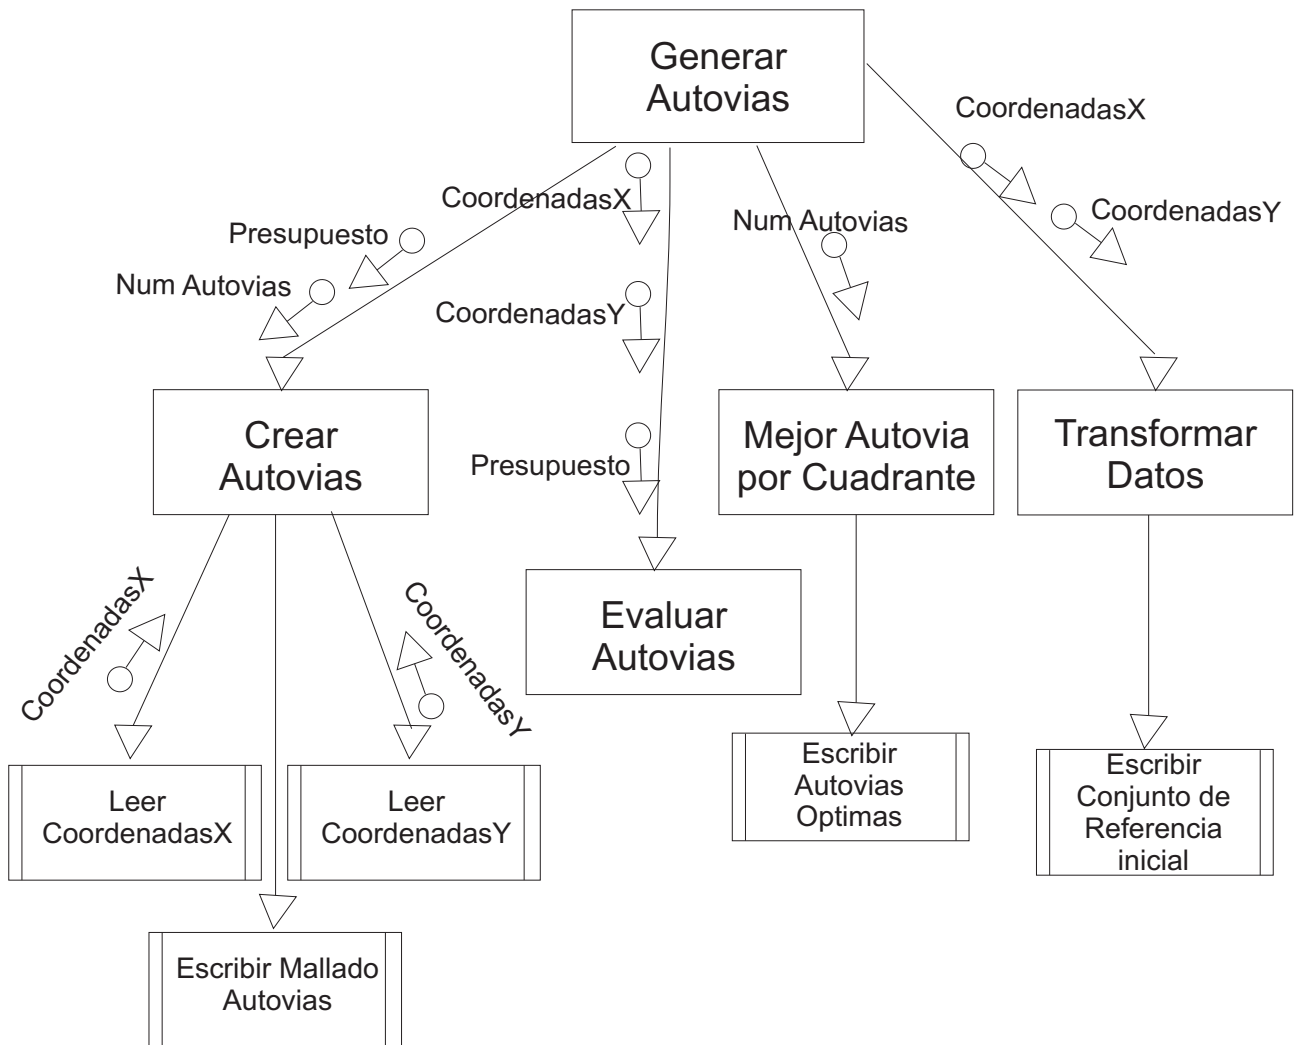 Generar
Autovias
CoordenadasX
CoordenadasX
Num Autovias
CoordenadasY
Presupuesto
Num Autovias
CoordenadasY
Crear
Autovias
Mejor Autovia
por Cuadrante
Transformar
Datos
Presupuesto
CoordenadasX
CoordenadasY
Evaluar
Autovias
Leer
CoordenadasX
Leer
CoordenadasY
Escribir
Autovias
Optimas
Escribir
Conjunto de
Referencia
inicial
Escribir Mallado
Autovias